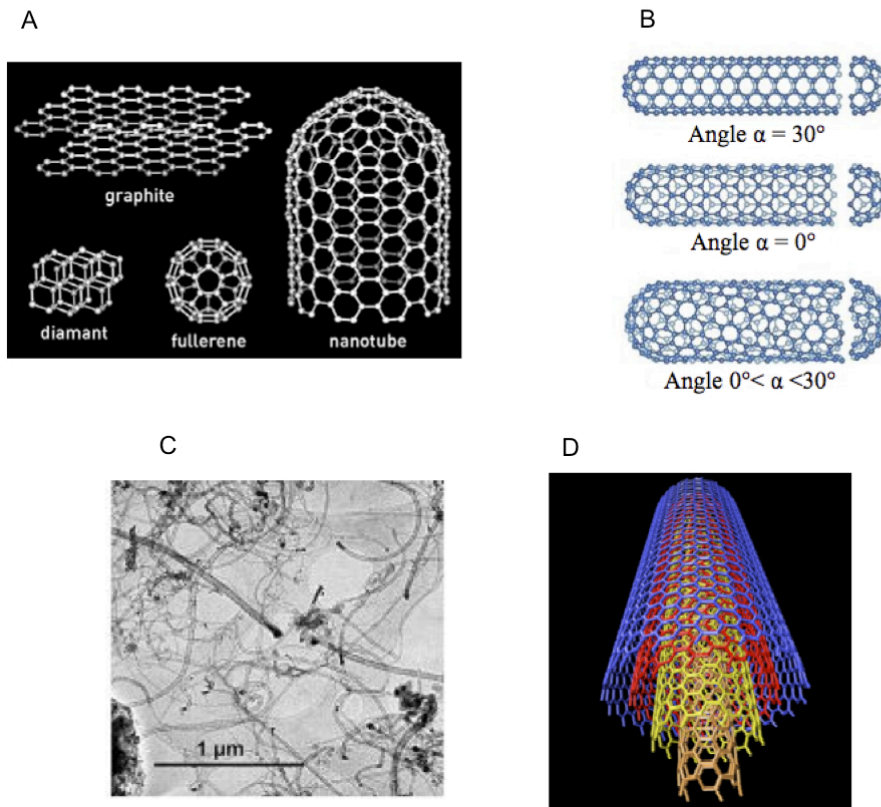 A
B
graphite
diamant
fullerene
nanotube
Angle α = 30°
Angle α = 0°
Angle 0°< α <30°
C
D
1 µm